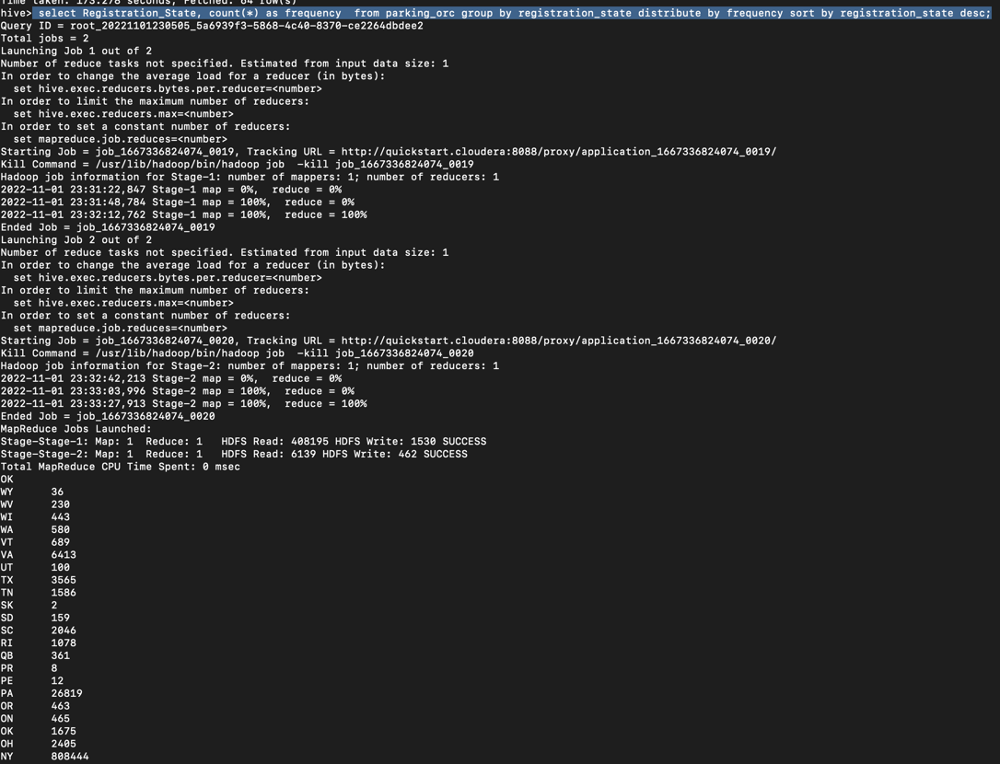 Time taken: 173.278 seconds, Fetched: 64 row(s)
hive> select Registration_State, count(*) as frequency  from parking_orc group by registration_state distribute by frequency sort by registration_state desc;
Query ID = root_20221101230505_5a6939f3-5868-4c40-8370-ce2264dbdee2
Total jobs = 2
Launching Job 1 out of 2
Number of reduce tasks not specified. Estimated from input data size: 1
In order to change the average load for a reducer (in bytes):
  set hive.exec.reducers.bytes.per.reducer=<number>
In order to limit the maximum number of reducers:
  set hive.exec.reducers.max=<number>
In order to set a constant number of reducers:
  set mapreduce.job.reduces=<number>
Starting Job = job_1667336824074_0019, Tracking URL = http://quickstart.cloudera:8088/proxy/application_1667336824074_0019/
Kill Command = /usr/lib/hadoop/bin/hadoop job  -kill job_1667336824074_0019
Hadoop job information for Stage-1: number of mappers: 1; number of reducers: 1
2022-11-01 23:31:22,847 Stage-1 map = 0%,  reduce = 0%
2022-11-01 23:31:48,784 Stage-1 map = 100%,  reduce = 0%
2022-11-01 23:32:12,762 Stage-1 map = 100%,  reduce = 100%
Ended Job = job_1667336824074_0019
Launching Job 2 out of 2
Number of reduce tasks not specified. Estimated from input data size: 1
In order to change the average load for a reducer (in bytes):
  set hive.exec.reducers.bytes.per.reducer=<number>
In order to limit the maximum number of reducers:
  set hive.exec.reducers.max=<number>
In order to set a constant number of reducers:
  set mapreduce.job.reduces=<number>
Starting Job = job_1667336824074_0020, Tracking URL = http://quickstart.cloudera:8088/proxy/application_1667336824074_0020/
Kill Command = /usr/lib/hadoop/bin/hadoop job  -kill job_1667336824074_0020
Hadoop job information for Stage-2: number of mappers: 1; number of reducers: 1
2022-11-01 23:32:42,213 Stage-2 map = 0%,  reduce = 0%
2022-11-01 23:33:03,996 Stage-2 map = 100%,  reduce = 0%
2022-11-01 23:33:27,913 Stage-2 map = 100%,  reduce = 100%
Ended Job = job_1667336824074_0020
MapReduce Jobs Launched:
Stage-Stage-1: Map: 1  Reduce: 1   HDFS Read: 408195 HDFS Write: 1530 SUCCESS
Stage-Stage-2: Map: 1  Reduce: 1   HDFS Read: 6139 HDFS Write: 462 SUCCESS
Total MapReduce CPU Time Spent: 0 msec
OK
WY      36
WV      230
WI      443
WA      580
VT      689
VA      6413
UT      100
TX      3565
TN      1586
SK      2
SD      159
SC      2046
RI      1078
QB      361
PR      8
PE      12
PA      26819
OR      463
ON      465
OK      1675
OH      2405
NY      808444